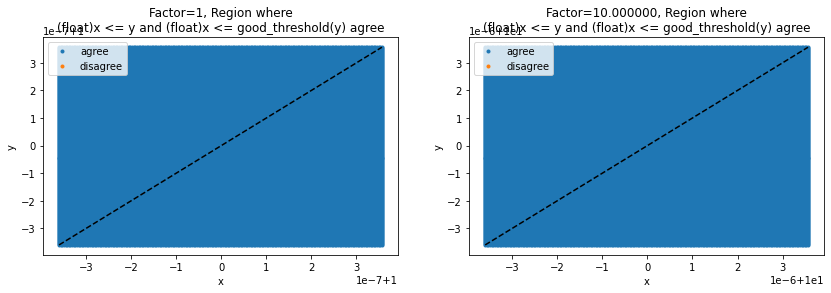 Factor=1, Region where
(float)x <= y and (float)x <= good_threshold(y) agree
1e−7+1
agree
disagree
3
2
1
0
−1
−2
−3
y
−3
−2
−1
0
1
2
3
x
1e−7+1
Factor=10.000000, Region where
(float)x <= y and (float)x <= good_threshold(y) agree
1e−6+1e1
agree
disagree
3
2
1
0
−1
−2
−3
y
−3
−2
−1
0
1
2
3
x
1e−6+1e1